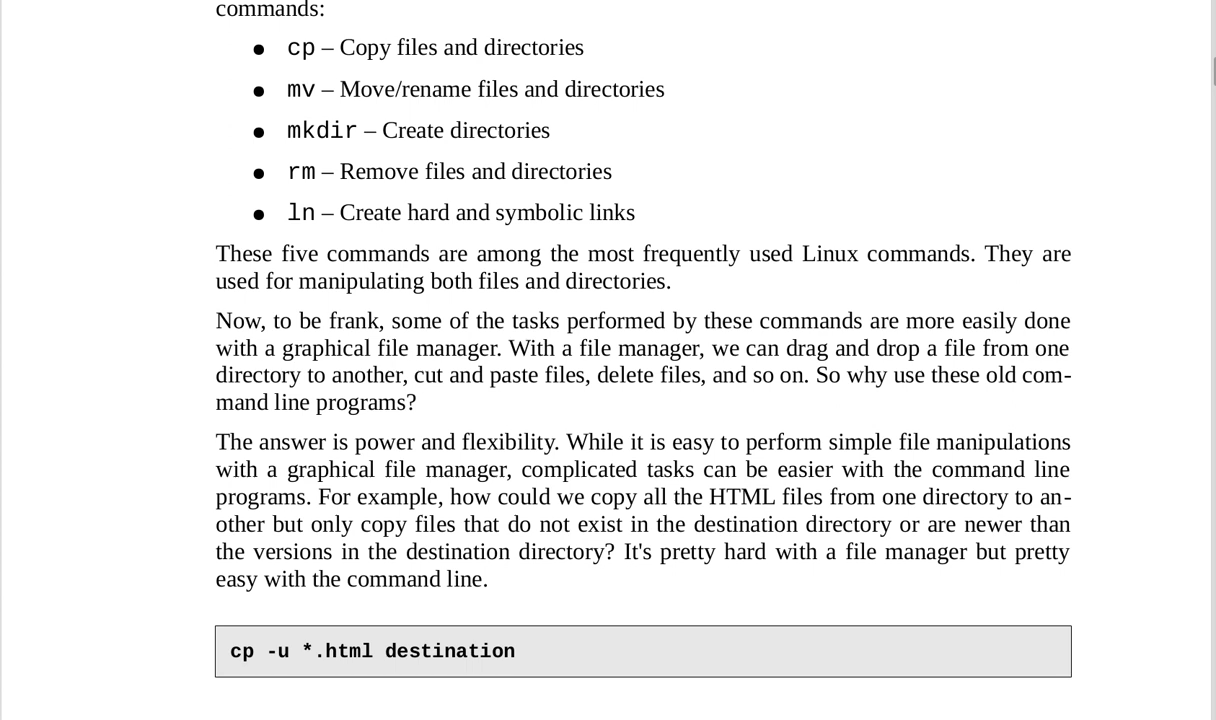 commands:
● cp – Copy files and directories
● mv – Move/rename files and directories
● mkdir – Create directories
● rm – Remove files and directories
● ln – Create hard and symbolic links
These five commands are among the most frequently used Linux commands. They are
used for manipulating both files and directories.
Now, to be frank, some of the tasks performed by these commands are more easily done
with a graphical file manager. With a file manager, we can drag and drop a file from one
directory to another, cut and paste files, delete files, and so on. So why use these old com-
mand line programs?
The answer is power and flexibility. While it is easy to perform simple file manipulations
with a graphical file manager, complicated tasks can be easier with the command line
programs. For example, how could we copy all the HTML files from one directory to an-
other but only copy files that do not exist in the destination directory or are newer than
the versions in the destination directory? It's pretty hard with a file manager but pretty
easy with the command line.
cp -u *.html destination